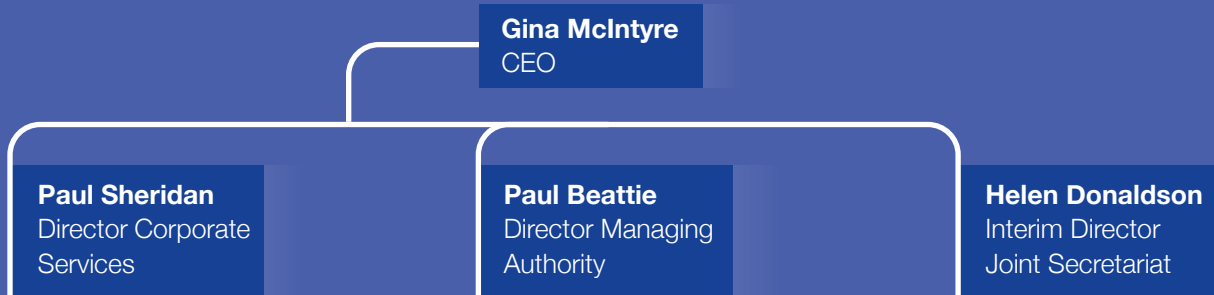 Gina McIntyre
CEO
Paul Sheridan
Director Corporate
Services
Paul Beattie
Director Managing
Authority
Helen Donaldson
Interim Director
Joint Secretariat